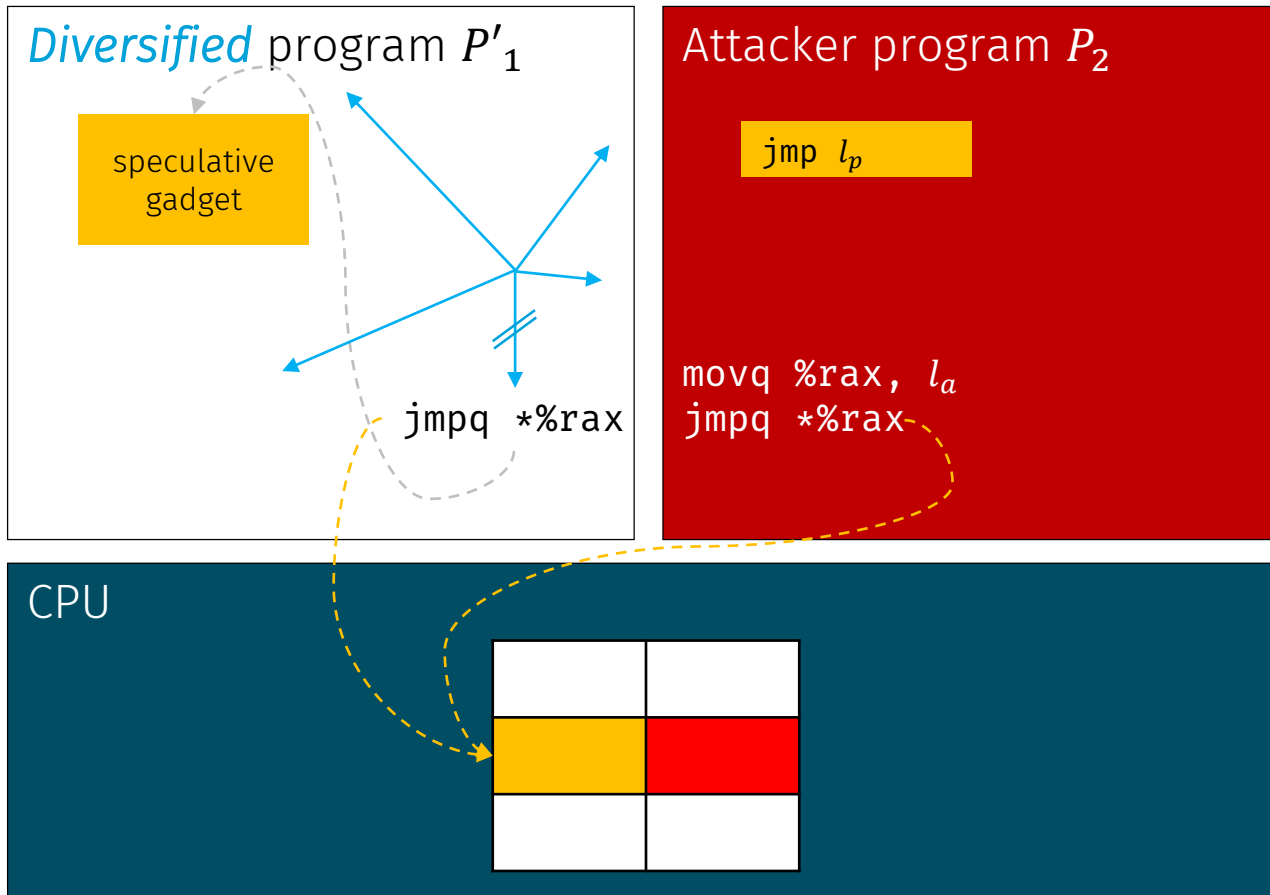 Diversified program P′₁
speculative
gadget
jmpq *%rax
Attacker program P₂
jmp lₚ
movq %rax, lₐ
jmpq *%rax
CPU